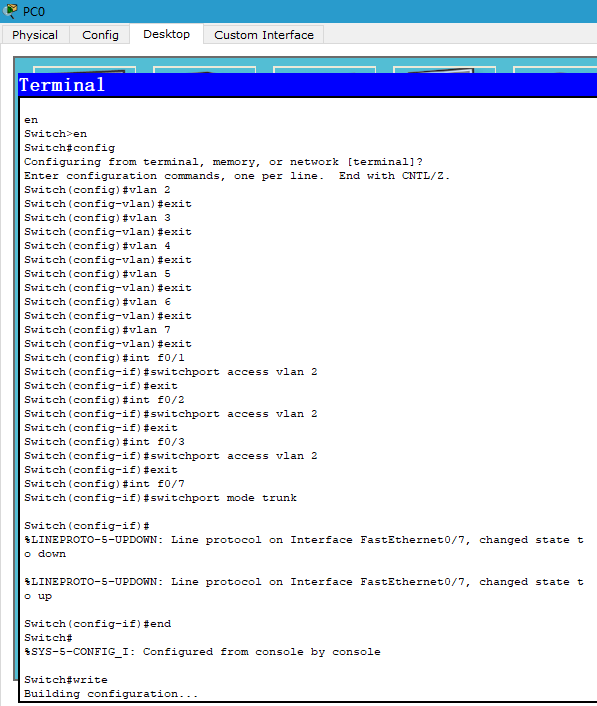 PC0
Physical Config Desktop Custom Interface
Terminal
en
Switch>en
Switch#config
Configuring from terminal, memory, or network [terminal]?
Enter configuration commands, one per line.  End with CNTL/Z.
Switch(config)#vlan 2
Switch(config-vlan)#exit
Switch(config)#vlan 3
Switch(config-vlan)#exit
Switch(config)#vlan 4
Switch(config-vlan)#exit
Switch(config)#vlan 5
Switch(config-vlan)#exit
Switch(config)#vlan 6
Switch(config-vlan)#exit
Switch(config)#vlan 7
Switch(config-vlan)#exit
Switch(config)#int f0/1
Switch(config-if)#switchport access vlan 2
Switch(config-if)#exit
Switch(config)#int f0/2
Switch(config-if)#switchport access vlan 2
Switch(config-if)#exit
Switch(config)#int f0/3
Switch(config-if)#switchport access vlan 2
Switch(config-if)#exit
Switch(config)#int f0/7
Switch(config-if)#switchport mode trunk
Switch(config-if)#
%LINEPROTO-5-UPDOWN: Line protocol on Interface FastEthernet0/7, changed state t
o down
%LINEPROTO-5-UPDOWN: Line protocol on Interface FastEthernet0/7, changed state t
o up
Switch(config-if)#end
Switch#
%SYS-5-CONFIG_I: Configured from console by console
Switch#write
Building configuration...